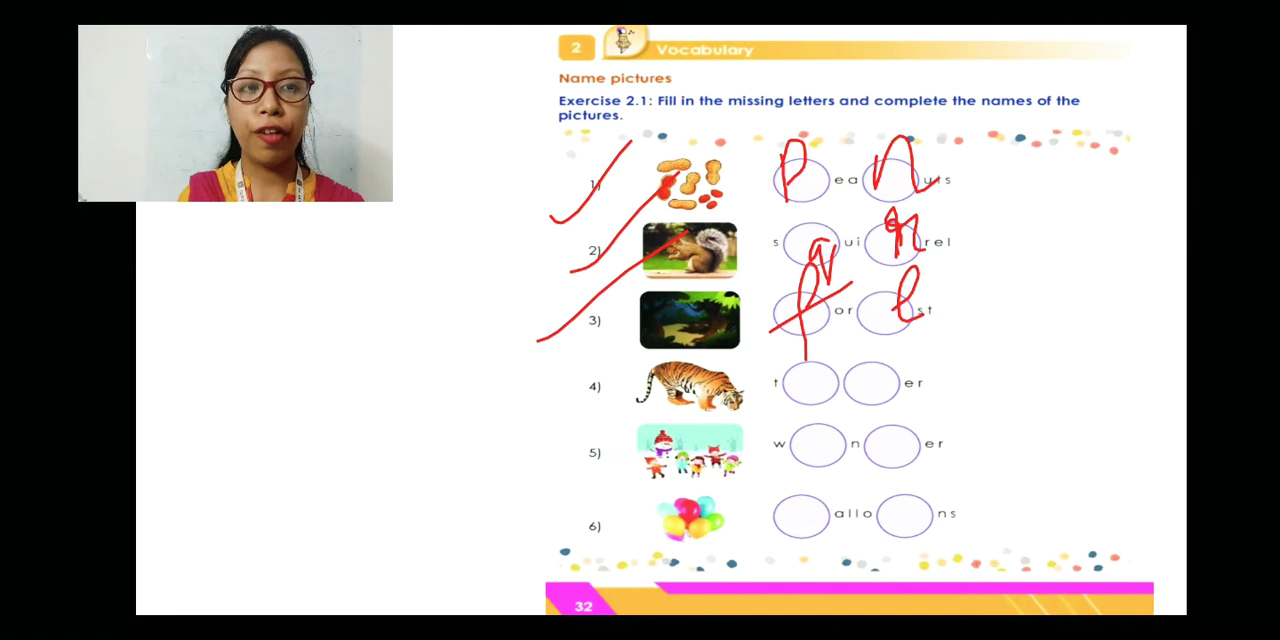 2 Vocabulary
Name pictures
Exercise 2.1: Fill in the missing letters and complete the names of the
pictures.
1) p ea n uts
2) s q ui r rel
3) f or e st
4) t er
5) w n er
6) allo ns
32